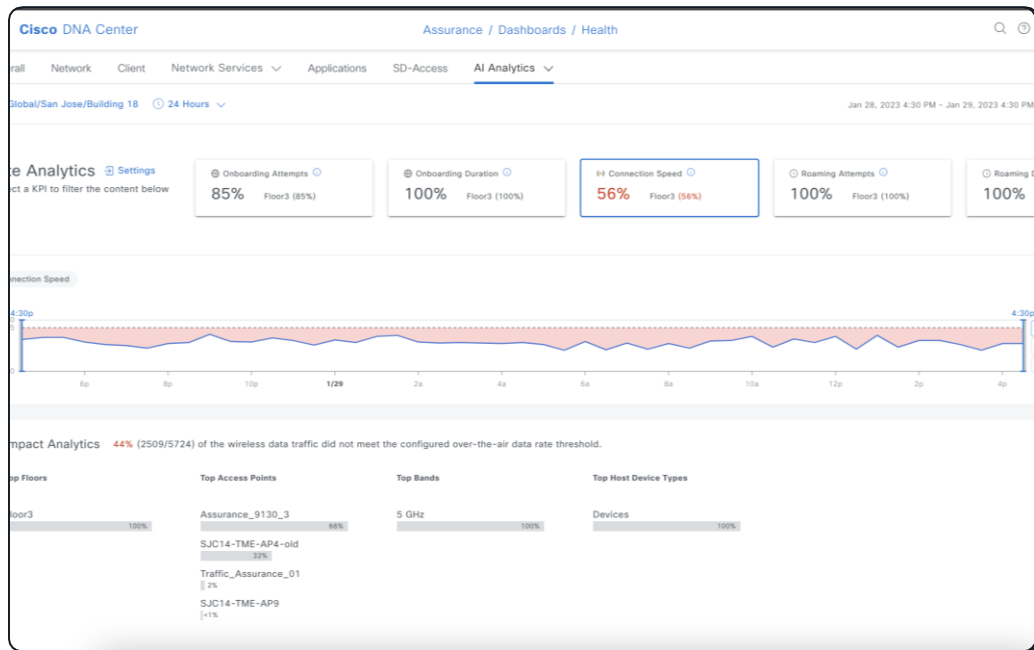 Cisco DNA Center
Assurance / Dashboards / Health
rall Network Client Network Services Applications SD-Access AI Analytics
Global/San Jose/Building 18 24 Hours
Jan 28, 2023 4:30 PM - Jan 29, 2023 4:30 PM
te Analytics Settings
ect a KPI to filter the content below
Onboarding Attempts
85% Floor3 (85%)
Onboarding Duration
100% Floor3 (100%)
Connection Speed
56% Floor3 (56%)
Roaming Attempts
100% Floor3 (100%)
Roaming D
100%
nnection Speed
4:30p 4:30p
6p 8p 10p 1/29 2a 4a 6a 8a 10a 12p 2p 4p
mpact Analytics 44% (2509/5724) of the wireless data traffic did not meet the configured over-the-air data rate threshold.
op Floors
loor3
100%
Top Access Points
Assurance_9130_3
66%
SJC14-TME-AP4-old
32%
Traffic_Assurance_01
2%
SJC14-TME-AP9
<1%
Top Bands
5 GHz
100%
Top Host Device Types
Devices
100%